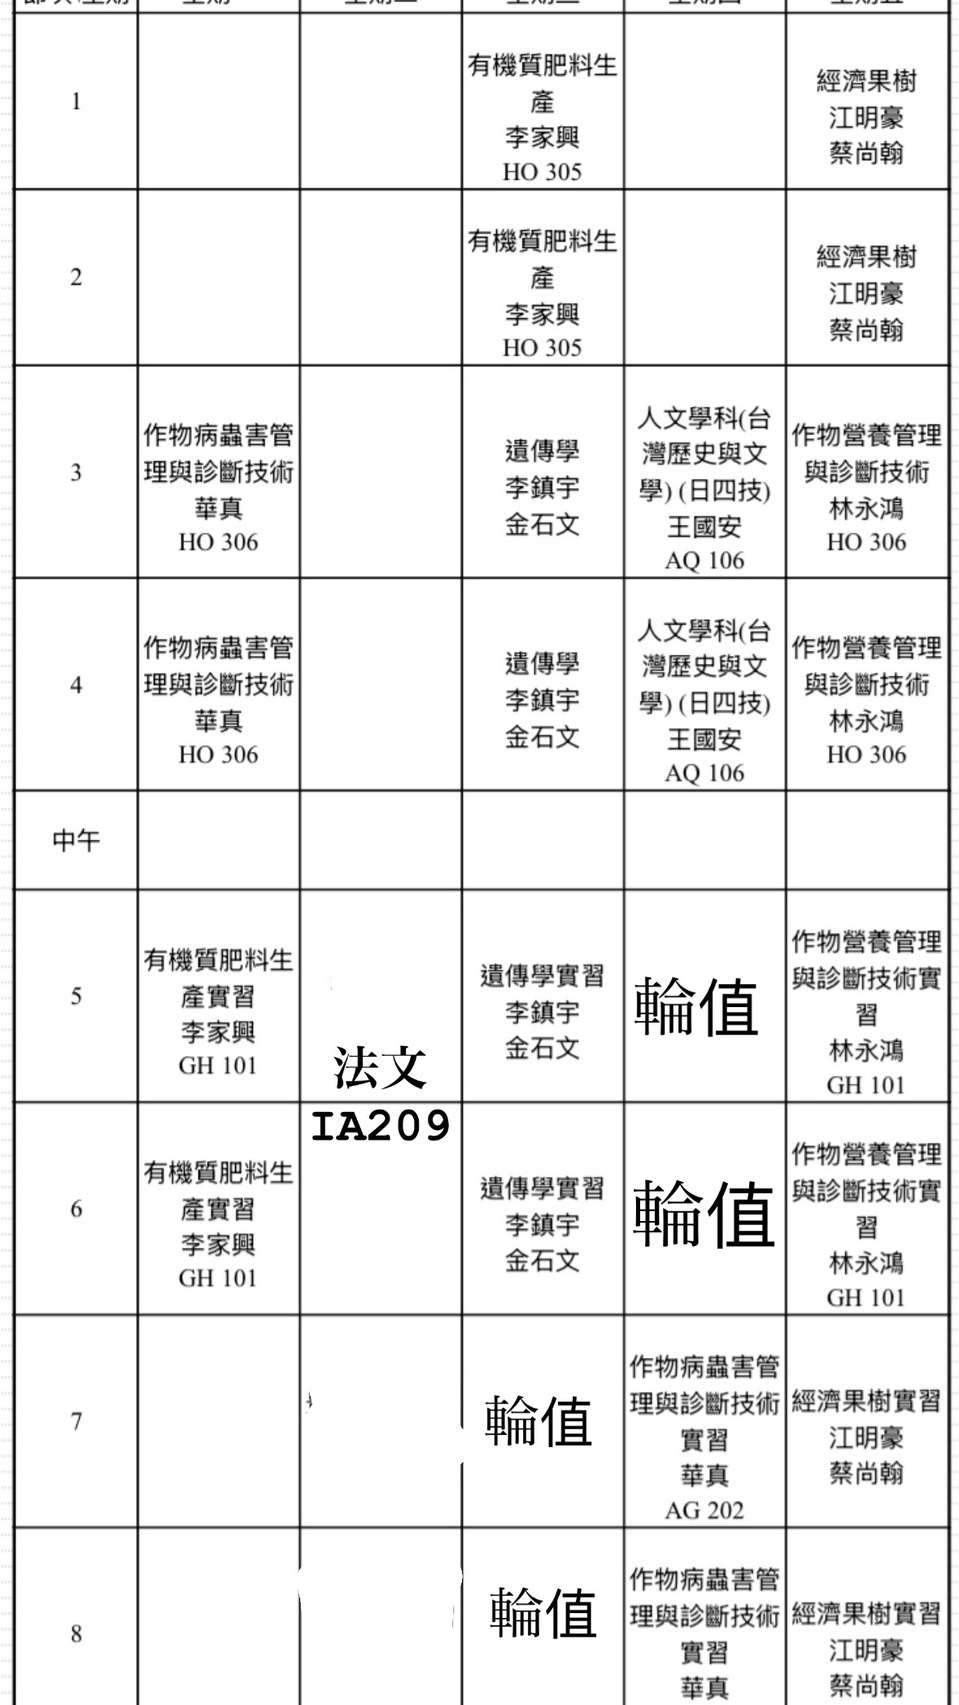 1
有機質肥料生
產
李家興
HO 305
經濟果樹
江明豪
蔡尚翰
2
有機質肥料生
產
李家興
HO 305
經濟果樹
江明豪
蔡尚翰
3
作物病蟲害管
理與診斷技術
華真
HO 306
遺傳學
李鎮宇
金石文
人文學科(台
灣歷史與文
學) (日四技)
王國安
AQ 106
作物營養管理
與診斷技術
林永鴻
HO 306
4
作物病蟲害管
理與診斷技術
華真
HO 306
遺傳學
李鎮宇
金石文
人文學科(台
灣歷史與文
學) (日四技)
王國安
AQ 106
作物營養管理
與診斷技術
林永鴻
HO 306
中午
5
有機質肥料生
產實習
李家興
GH 101
法文
IA209
遺傳學實習
李鎮宇
金石文
輪值
作物營養管理
與診斷技術實
習
林永鴻
GH 101
6
有機質肥料生
產實習
李家興
GH 101
遺傳學實習
李鎮宇
金石文
輪值
作物營養管理
與診斷技術實
習
林永鴻
GH 101
7
輪值
作物病蟲害管
理與診斷技術
實習
華真
AG 202
經濟果樹實習
江明豪
蔡尚翰
8
輪值
作物病蟲害管
理與診斷技術
實習
華真
經濟果樹實習
江明豪
蔡尚翰